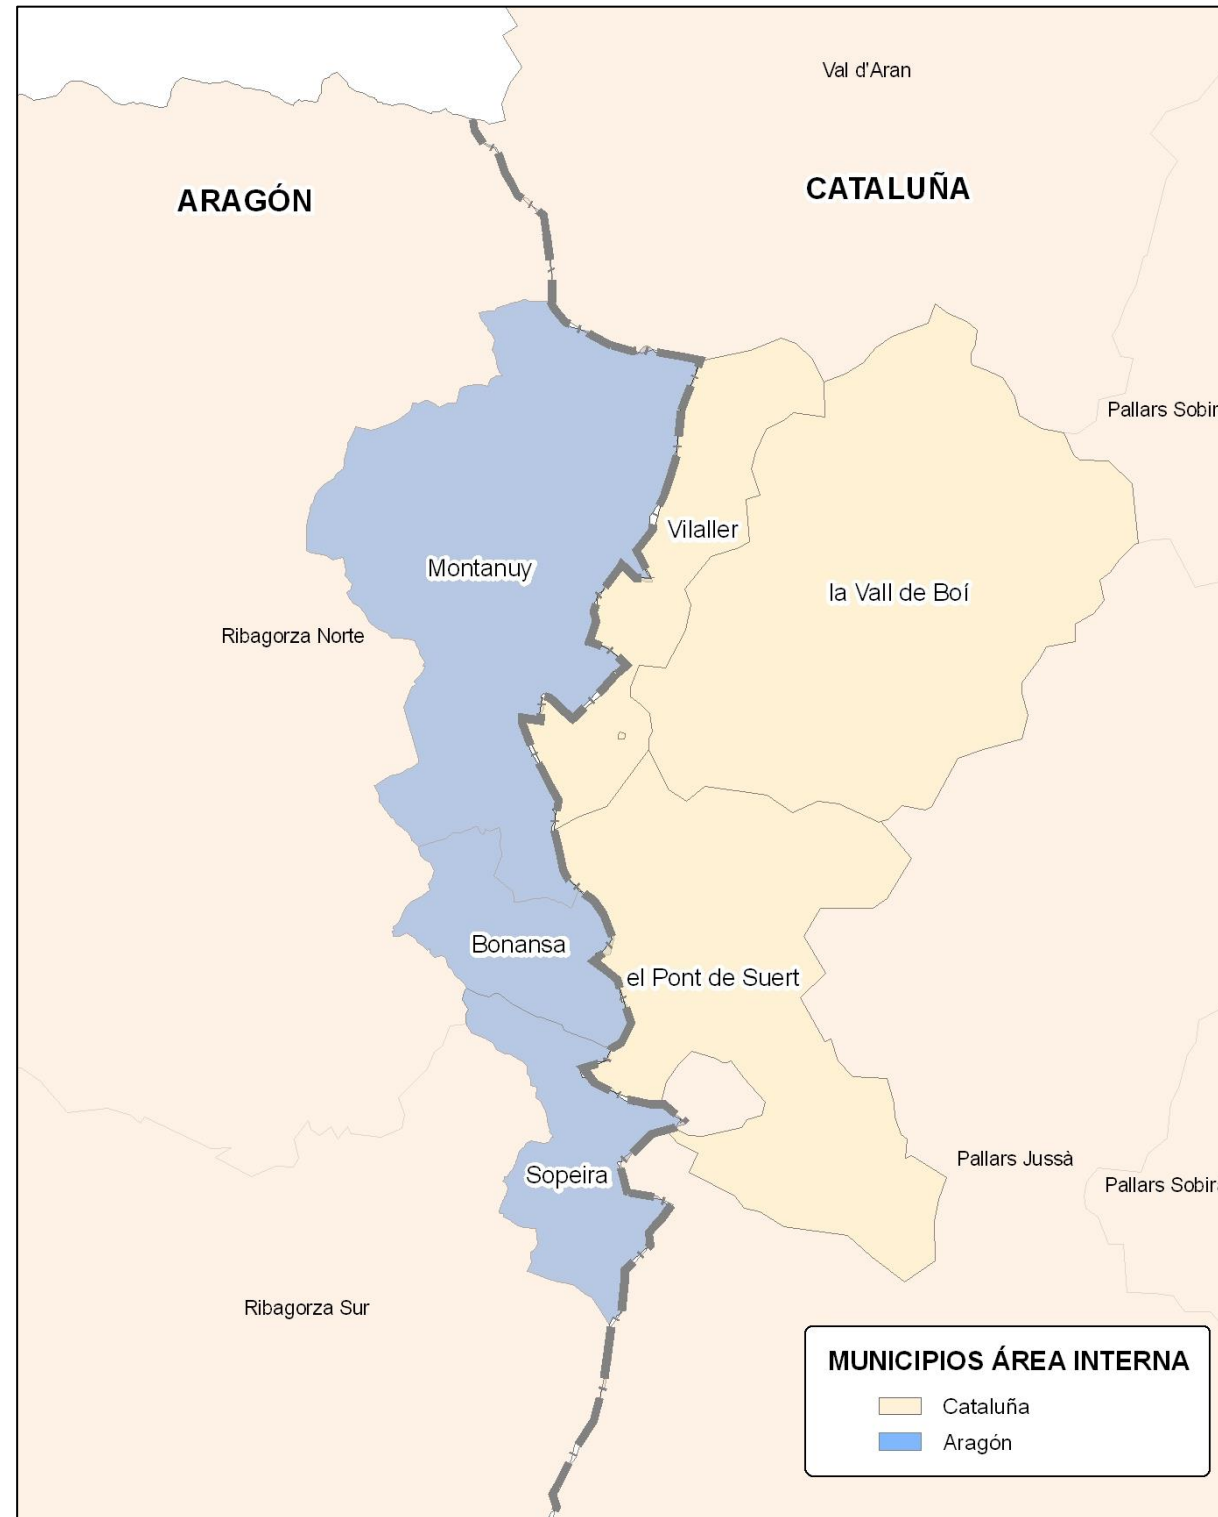 Val d'Aran
ARAGÓN
CATALUÑA
Pallars Sobir
Vilaller
Montanuy
la Vall de Boí
Ribagorza Norte
Bonansa
el Pont de Suert
Pallars Jussà
Sopeira
Pallars Sobir
Ribagorza Sur
MUNICIPIOS ÁREA INTERNA
Cataluña
Aragón